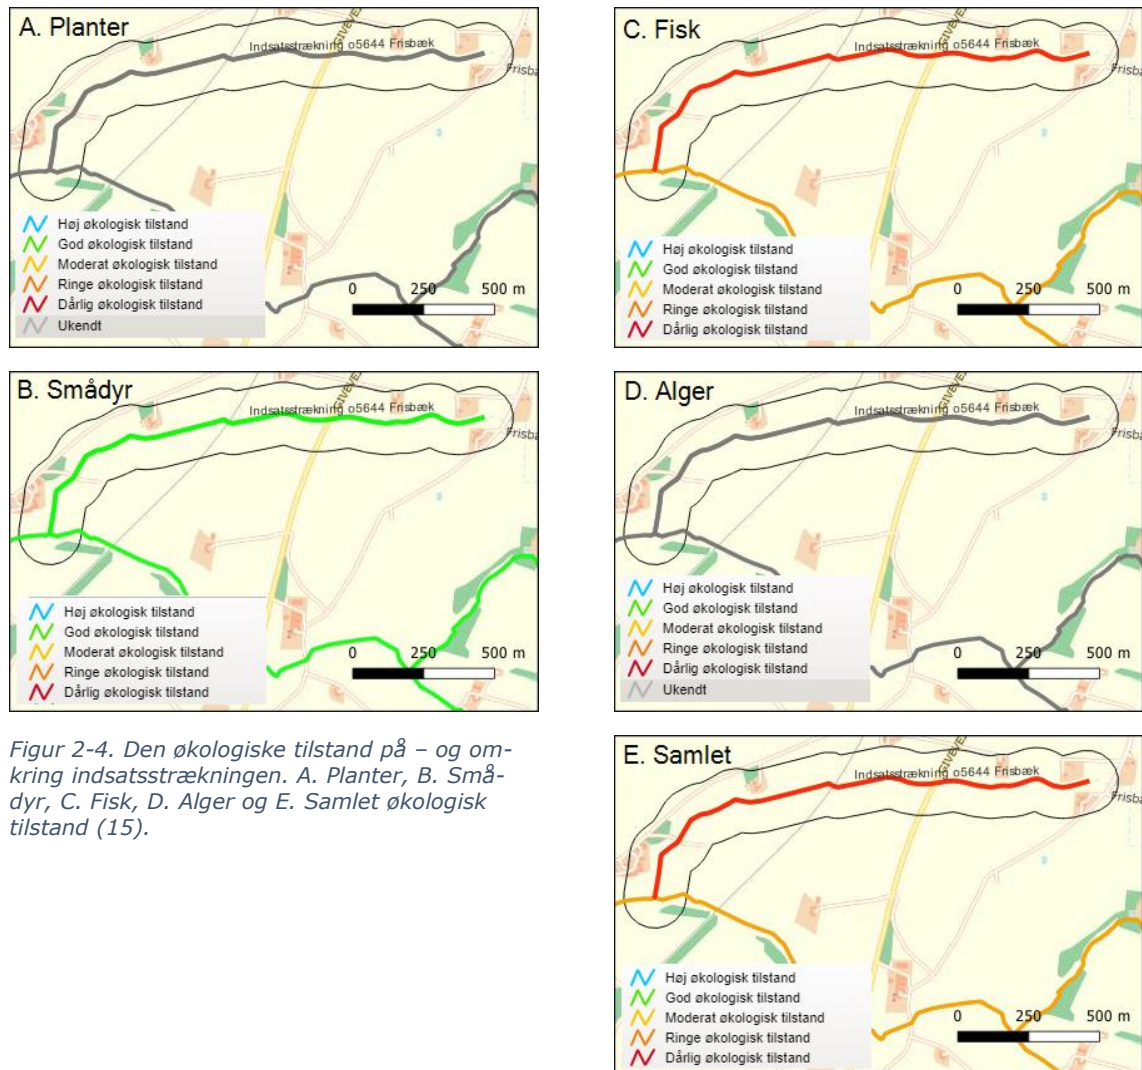 A. Planter
GIVEVEJ
Indsatsstrækning o5644 Frisbæk
Frisbæ
Høj økologisk tilstand
God økologisk tilstand
Moderat økologisk tilstand
Ringe økologisk tilstand
Dårlig økologisk tilstand
Ukendt
0 250 500 m
B. Smådyr
Indsatsstrækning o5644 Frisbæk
Frisbæ
Høj økologisk tilstand
God økologisk tilstand
Moderat økologisk tilstand
Ringe økologisk tilstand
Dårlig økologisk tilstand
0 250 500 m
Figur 2-4. Den økologiske tilstand på – og om-
kring indsatsstrækningen. A. Planter, B. Små-
dyr, C. Fisk, D. Alger og E. Samlet økologisk
tilstand (15).
C. Fisk
Indsatsstrækning o5644 Frisbæk
Frisbæ
Høj økologisk tilstand
God økologisk tilstand
Moderat økologisk tilstand
Ringe økologisk tilstand
Dårlig økologisk tilstand
0 250 500 m
D. Alger
Indsatsstrækning o5644 Frisbæk
Frisbæ
Høj økologisk tilstand
God økologisk tilstand
Moderat økologisk tilstand
Ringe økologisk tilstand
Dårlig økologisk tilstand
Ukendt
0 250 500 m
E. Samlet
Indsatsstrækning o5644 Frisbæk
Frisbæ
Høj økologisk tilstand
God økologisk tilstand
Moderat økologisk tilstand
Ringe økologisk tilstand
Dårlig økologisk tilstand
0 250 500 m